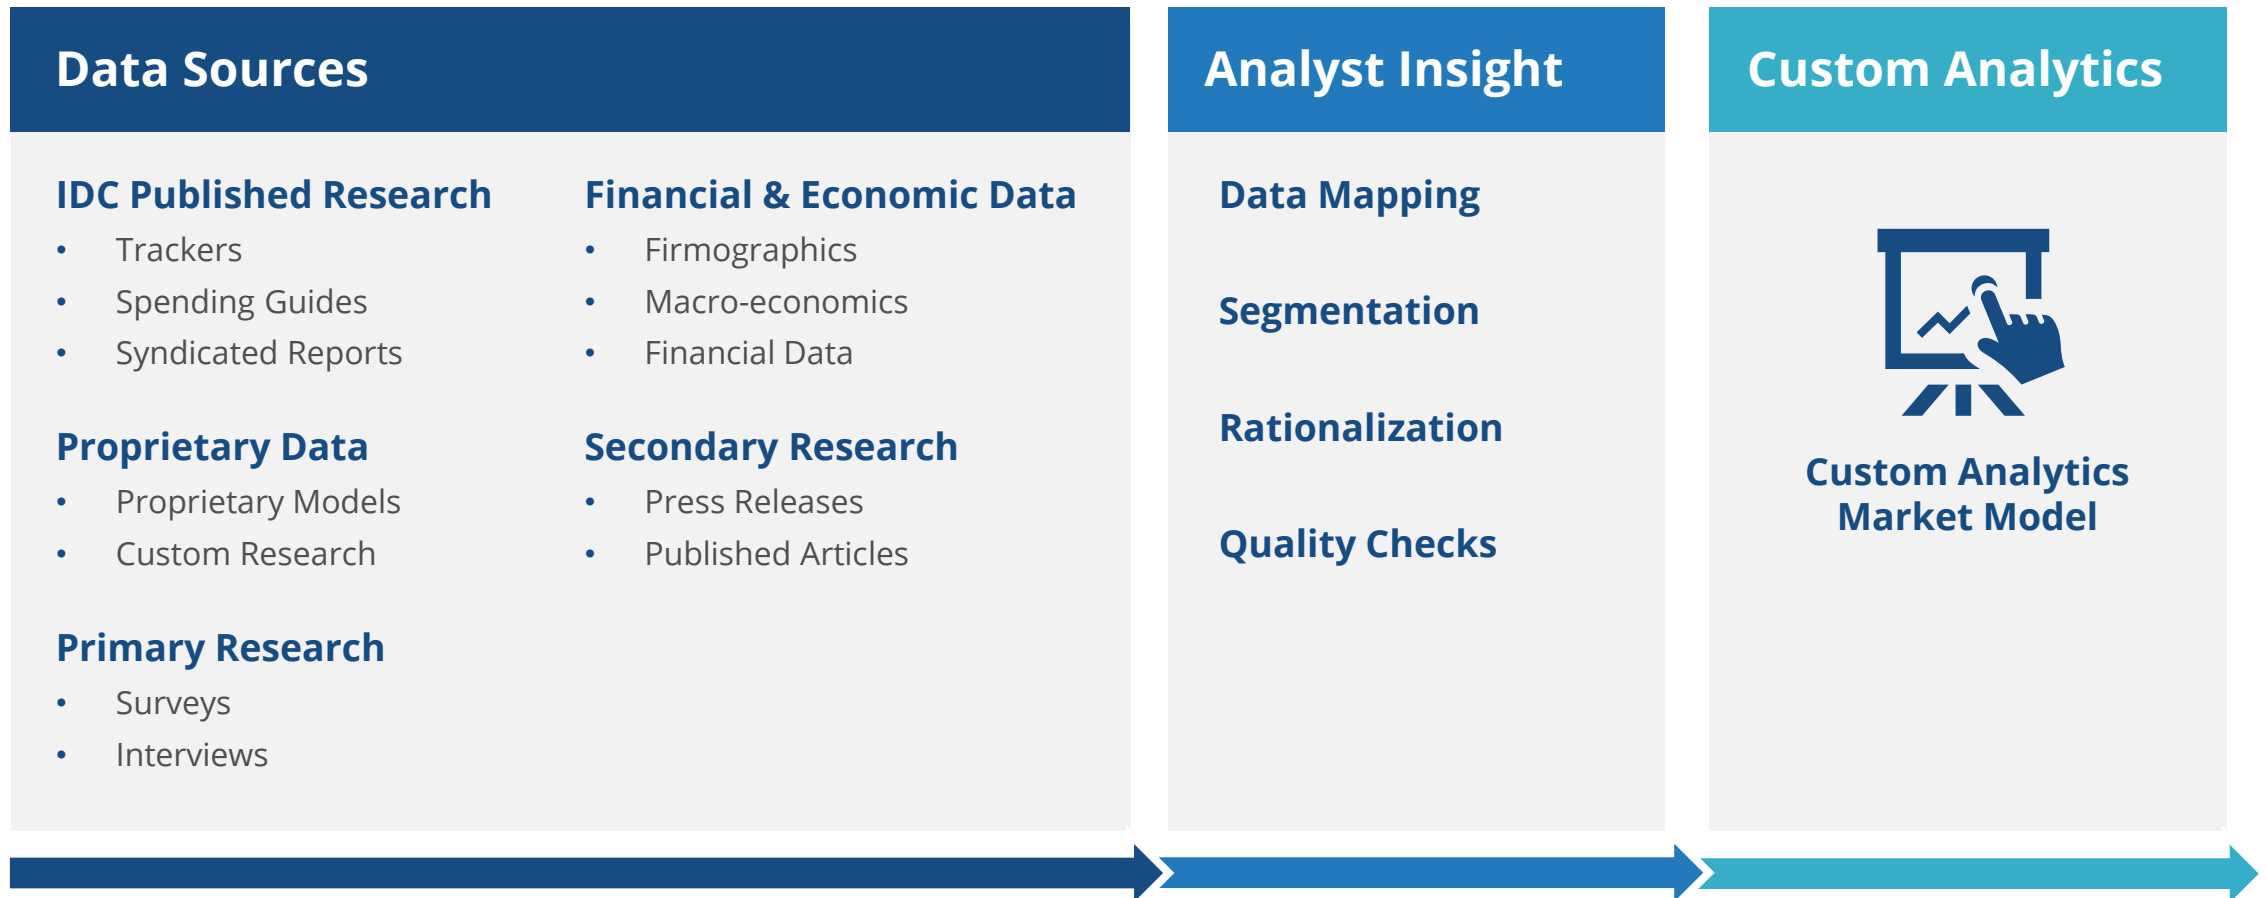 Data Sources
IDC Published Research
• Trackers
• Spending Guides
• Syndicated Reports
Proprietary Data
• Proprietary Models
• Custom Research
Primary Research
• Surveys
• Interviews
Financial & Economic Data
• Firmographics
• Macro-economics
• Financial Data
Secondary Research
• Press Releases
• Published Articles
Analyst Insight
Data Mapping
Segmentation
Rationalization
Quality Checks
Custom Analytics
Custom Analytics
Market Model